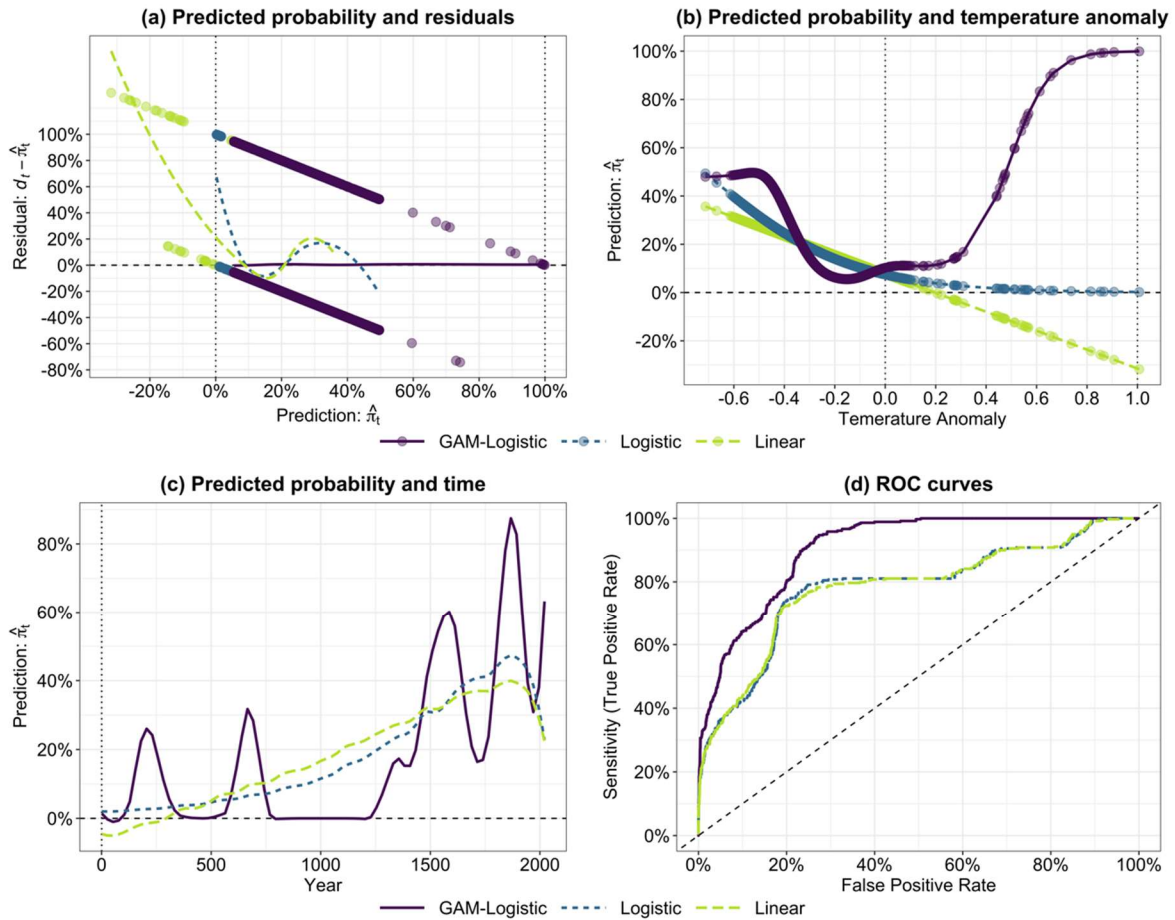 (a) Predicted probability and residuals
Residual: dₜ − π̂ₜ
100%
80%
60%
40%
20%
0%
-20%
-40%
-60%
-80%
-20% 0% 20% 40% 60% 80% 100%
Prediction: π̂ₜ
(b) Predicted probability and temperature anomaly
Prediction: π̂ₜ
100%
80%
60%
40%
20%
0%
-20%
-0.6 -0.4 -0.2 0.0 0.2 0.4 0.6 0.8 1.0
Temerature Anomaly
GAM-Logistic Logistic Linear
(c) Predicted probability and time
Prediction: π̂ₜ
80%
60%
40%
20%
0%
0 500 1000 1500 2000
Year
(d) ROC curves
Sensitivity (True Positive Rate)
100%
80%
60%
40%
20%
0%
0% 20% 40% 60% 80% 100%
False Positive Rate
GAM-Logistic Logistic Linear